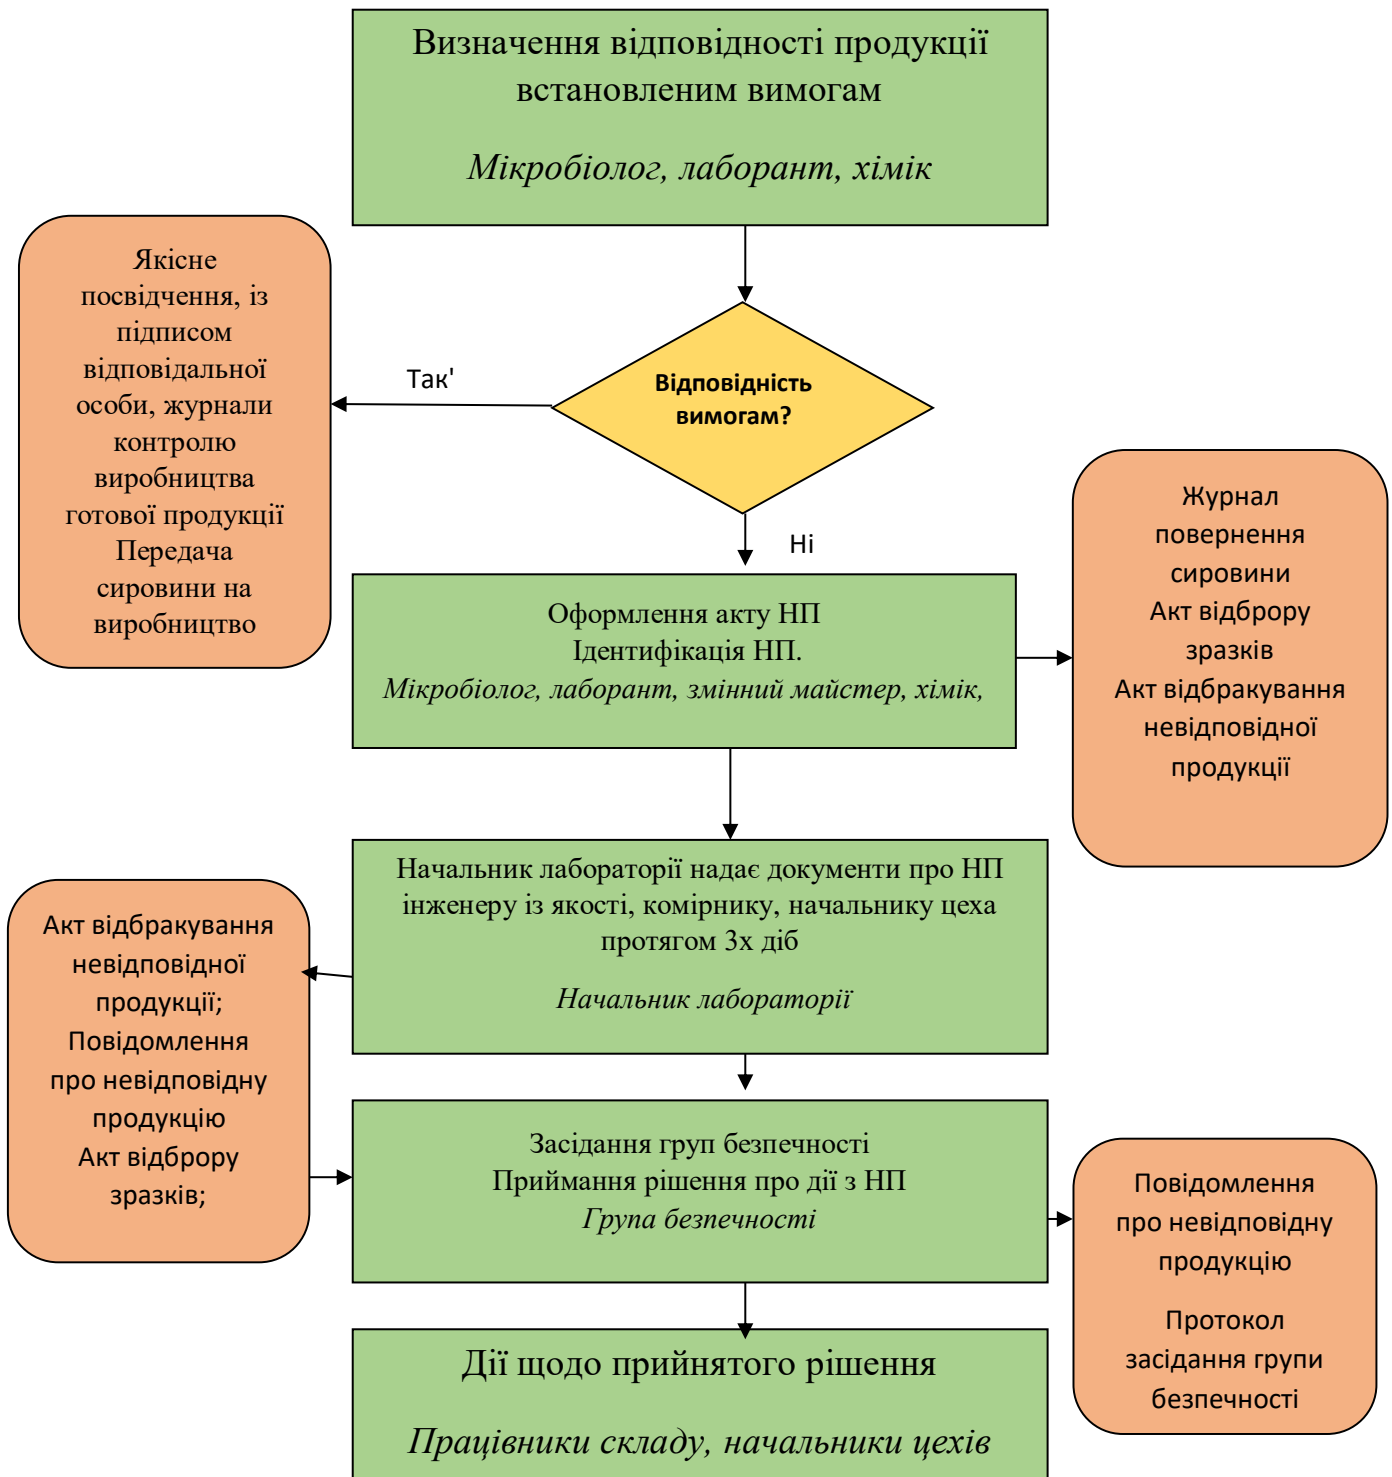 Визначення відповідності продукції
встановленим вимогам
Мікробіолог, лаборант, хімік
Якісне
посвідчення, із
підписом
відповідальної
особи, журнали
контролю
виробництва
готової продукції
Передача
сировини на
виробництво
Так'
Відповідність
вимогам?
Ні
Журнал
повернення
сировини
Акт відброру
зразків
Акт відбракування
невідповідної
продукції
Оформлення акту НП
Ідентифікація НП.
Мікробіолог, лаборант, змінний майстер, хімік,
Начальник лабораторії надає документи про НП
інженеру із якості, комірнику, начальнику цеха
протягом 3х діб
Начальник лабораторії
Акт відбракування
невідповідної
продукції;
Повідомлення
про невідповідну
продукцію
Акт відброру
зразків;
Засідання груп безпечності
Приймання рішення про дії з НП
Група безпечності
Повідомлення
про невідповідну
продукцію
Протокол
засідання групи
безпечності
Дії щодо прийнятого рішення
Працівники складу, начальники цехів